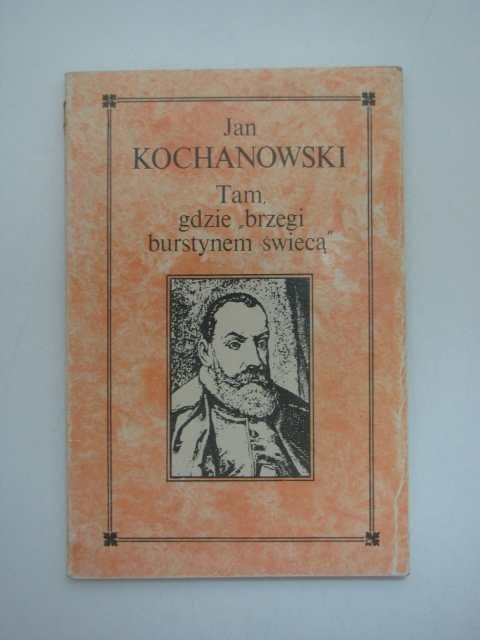 Jan
KOCHANOWSKI
Tam,
gdzie „brzegi
burstynem świecą"